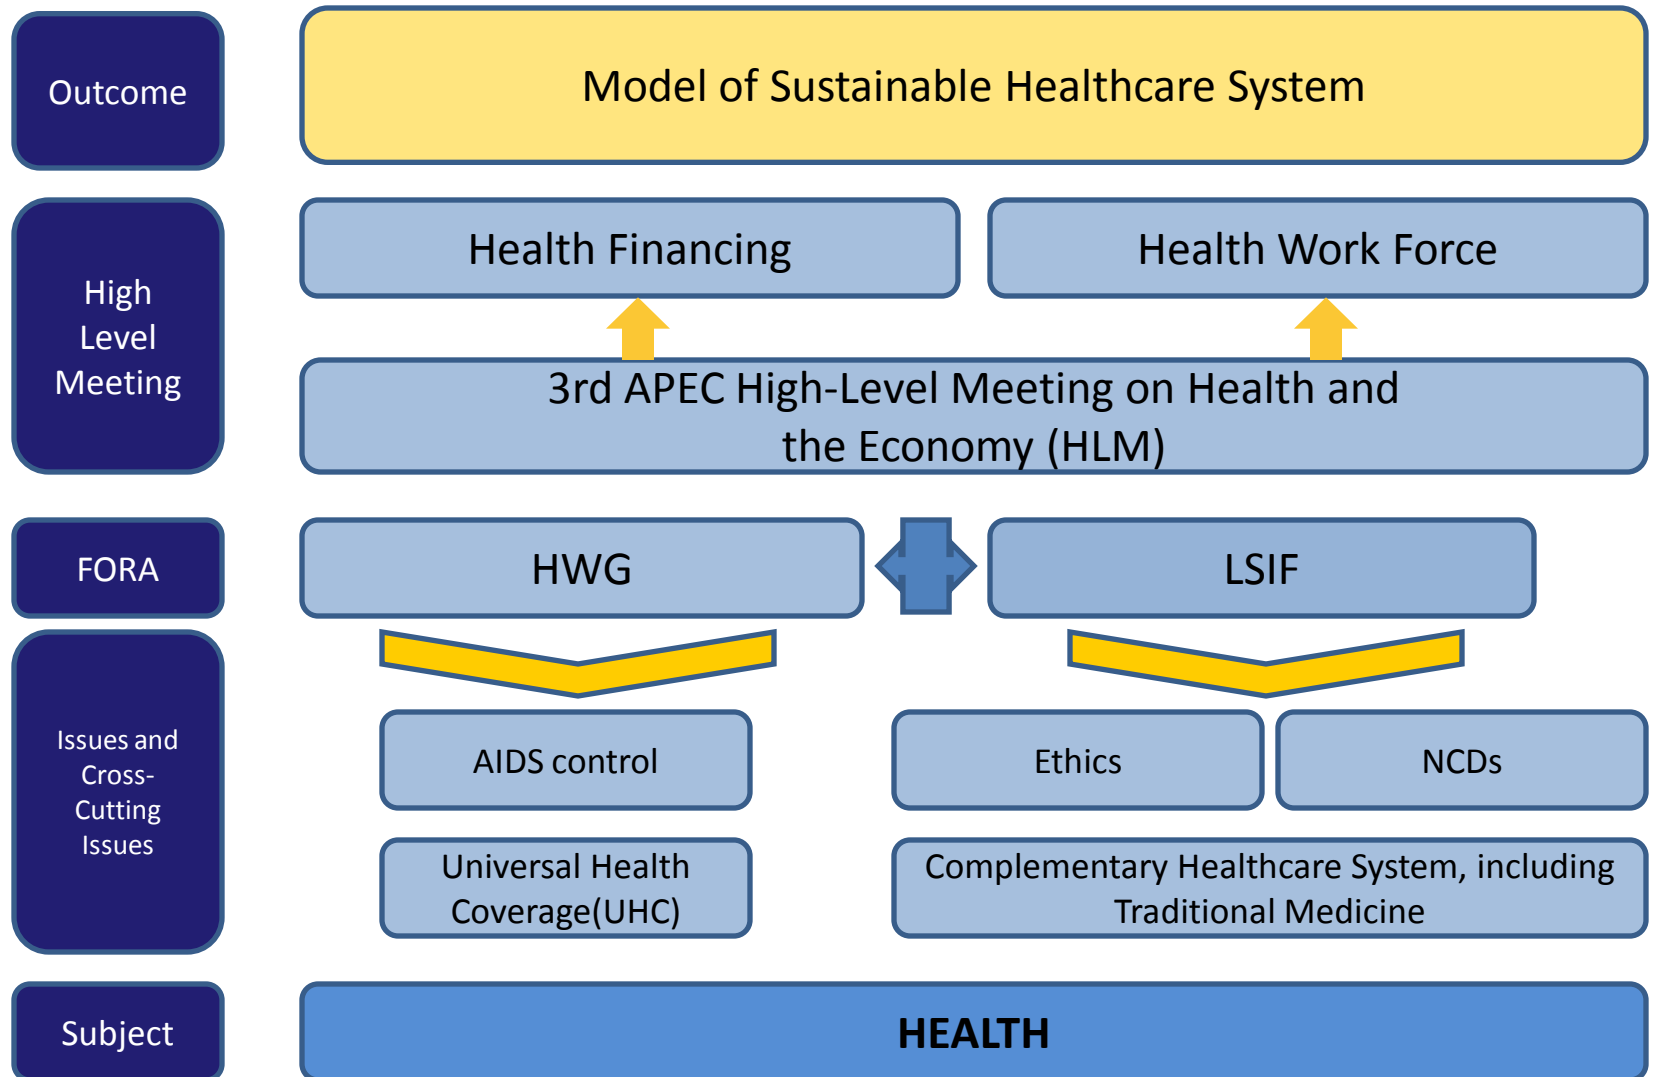 Outcome
Model of Sustainable Healthcare System
High
Level
Meeting
Health Financing
Health Work Force
3rd APEC High-Level Meeting on Health and
the Economy (HLM)
FORA
HWG
LSIF
Issues and
Cross-
Cutting
Issues
AIDS control
Ethics
NCDs
Universal Health
Coverage(UHC)
Complementary Healthcare System, including
Traditional Medicine
Subject
HEALTH